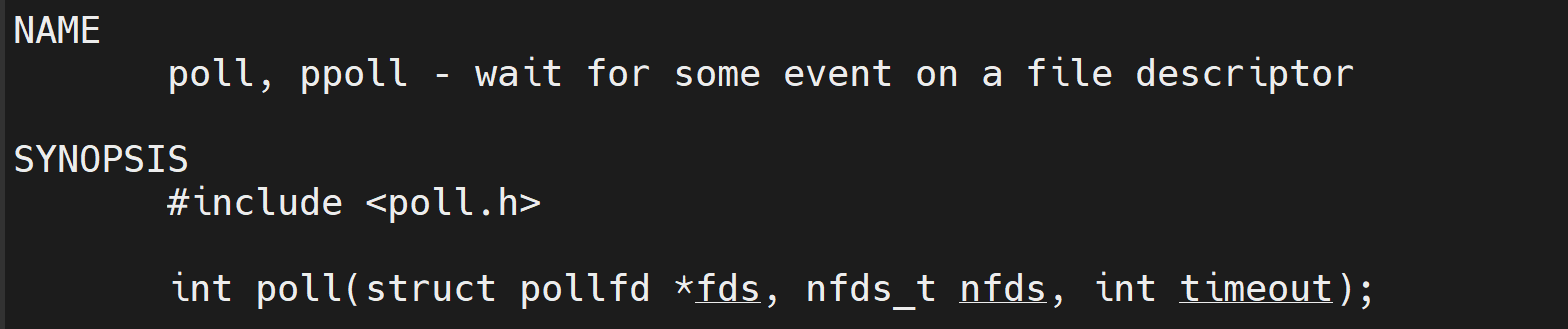 NAME
poll, ppoll - wait for some event on a file descriptor
SYNOPSIS
#include <poll.h>
int poll(struct pollfd *fds, nfds_t nfds, int timeout);